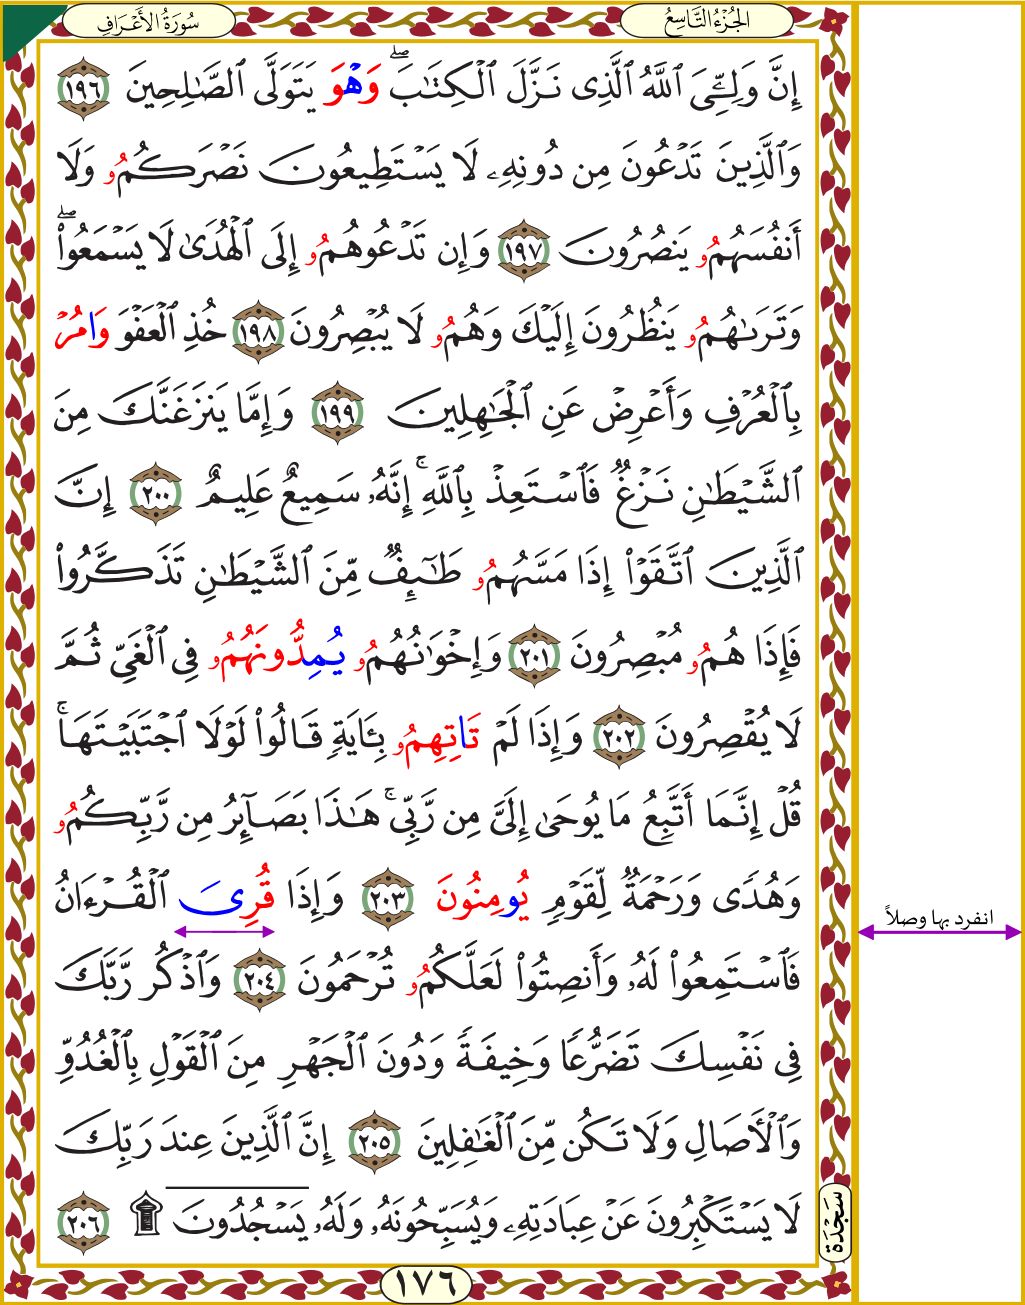 الجُزْءُ التَّاسِعُ
سُورَةُ الأَعْرَافِ
إِنَّ وَلِـِّۧىَ ٱللَّهُ ٱلَّذِى نَزَّلَ ٱلْكِتَٰبَ ۖ وَهْوَ يَتَوَلَّى ٱلصَّٰلِحِينَ ١٩٦
وَٱلَّذِينَ تَدْعُونَ مِن دُونِهِۦ لَا يَسْتَطِيعُونَ نَصْرَكُمُۥ وَلَا
أَنفُسَهُمُۥ يَنصُرُونَ ١٩٧ وَإِن تَدْعُوهُمُۥ إِلَى ٱلْهُدَىٰ لَا يَسْمَعُوا۟ ۖ
وَتَرَىٰهُمُۥ يَنظُرُونَ إِلَيْكَ وَهُمُۥ لَا يُبْصِرُونَ ١٩٨ خُذِ ٱلْعَفْوَ وَامُرْ
بِٱلْعُرْفِ وَأَعْرِضْ عَنِ ٱلْجَٰهِلِينَ ١٩٩ وَإِمَّا يَنزَغَنَّكَ مِنَ
ٱلشَّيْطَٰنِ نَزْغٌ فَٱسْتَعِذْ بِٱللَّهِ ۚ إِنَّهُۥ سَمِيعٌ عَلِيمٌ ٢٠٠ إِنَّ
ٱلَّذِينَ ٱتَّقَوْا۟ إِذَا مَسَّهُمُۥ طَٰٓئِفٌ مِّنَ ٱلشَّيْطَٰنِ تَذَكَّرُوا۟
فَإِذَا هُمُۥ مُبْصِرُونَ ٢٠١ وَإِخْوَٰنُهُمُۥ يُمِدُّونَهُمُۥ فِى ٱلْغَىِّ ثُمَّ
لَا يُقْصِرُونَ ٢٠٢ وَإِذَا لَمْ تَاتِهِمُۥ بِـَٔايَةٍ قَالُوا۟ لَوْلَا ٱجْتَبَيْتَهَا ۚ
قُلْ إِنَّمَا أَتَّبِعُ مَا يُوحَىٰ إِلَىَّ مِن رَّبِّى ۚ هَٰذَا بَصَآئِرُ مِن رَّبِّكُمُۥ
وَهُدًى وَرَحْمَةٌ لِّقَوْمٍ يُومِنُونَ ٢٠٣ وَإِذَا قُرِىَ ٱلْقُرْءَانُ
فَٱسْتَمِعُوا۟ لَهُۥ وَأَنصِتُوا۟ لَعَلَّكُمُۥ تُرْحَمُونَ ٢٠٤ وَٱذْكُر رَّبَّكَ
فِى نَفْسِكَ تَضَرُّعًا وَخِيفَةً وَدُونَ ٱلْجَهْرِ مِنَ ٱلْقَوْلِ بِٱلْغُدُوِّ
وَٱلْأَصَالِ وَلَا تَكُن مِّنَ ٱلْغَٰفِلِينَ ٢٠٥ إِنَّ ٱلَّذِينَ عِندَ رَبِّكَ
لَا يَسْتَكْبِرُونَ عَنْ عِبَادَتِهِۦ وَيُسَبِّحُونَهُۥ وَلَهُۥ يَسْجُدُونَ ۩ ٢٠٦
انفرد بها وصلاً
سَجْدَة
١٧٦